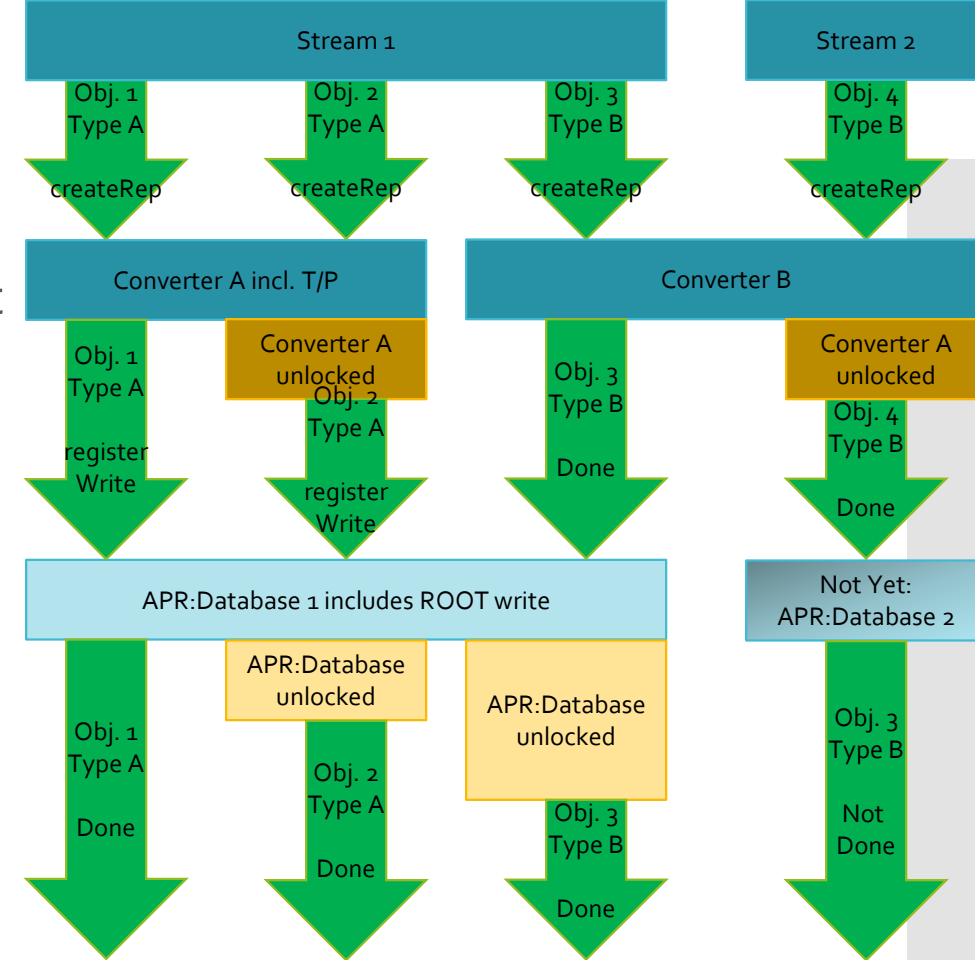 Stream 1
Stream 2
Obj. 1
Type A
createRep
Obj. 2
Type A
createRep
Obj. 3
Type B
createRep
Obj. 4
Type B
createRep
Converter A incl. T/P
Converter B
Obj. 1
Type A
register
Write
Converter A
unlocked
Obj. 2
Type A
register
Write
Obj. 3
Type B
Done
Converter A
unlocked
Obj. 4
Type B
Done
APR:Database 1 includes ROOT write
Not Yet:
APR:Database 2
Obj. 1
Type A
Done
APR:Database
unlocked
Obj. 2
Type A
Done
APR:Database
unlocked
Obj. 3
Type B
Done
Obj. 3
Type B
Not
Done